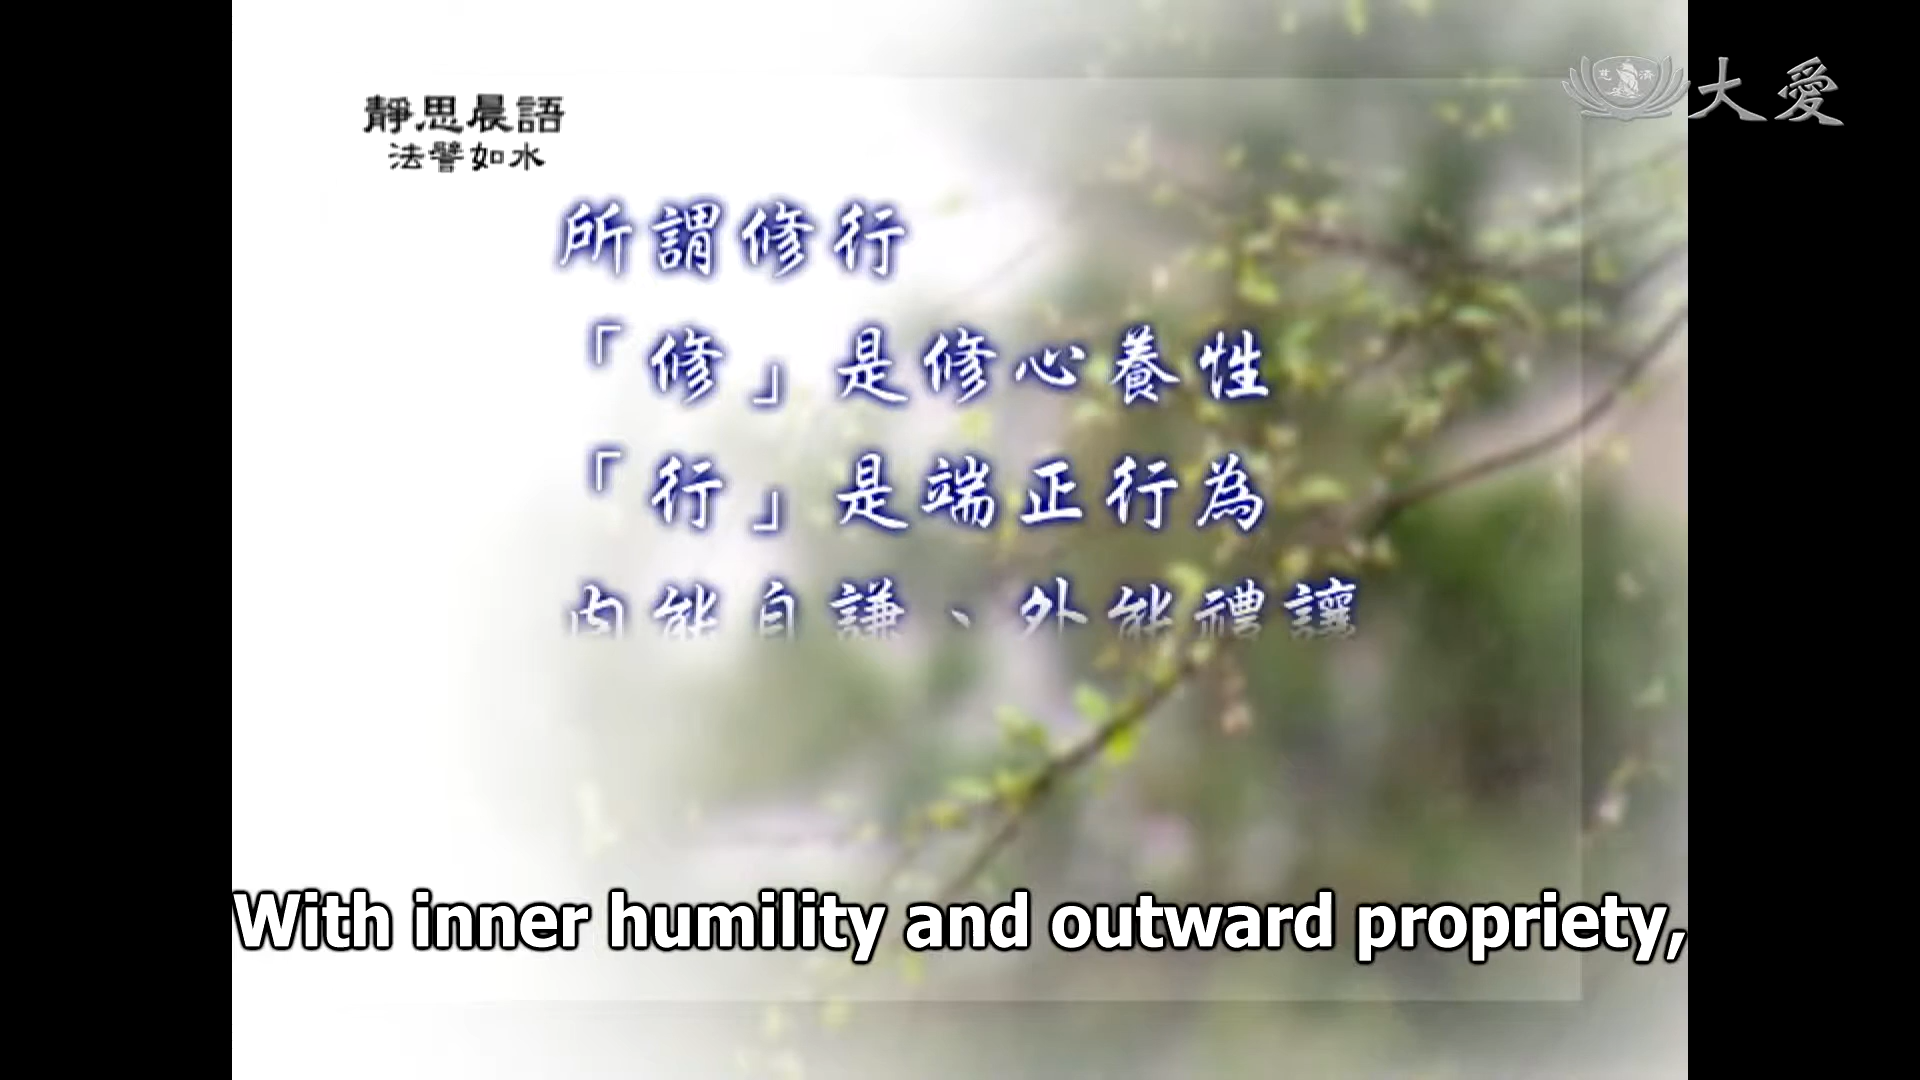 靜思晨語
法譬如水
慈濟
大愛
所謂修行
「修」是修心養性
「行」是端正行為
內能自謙、外能禮讓
With inner humility and outward propriety,